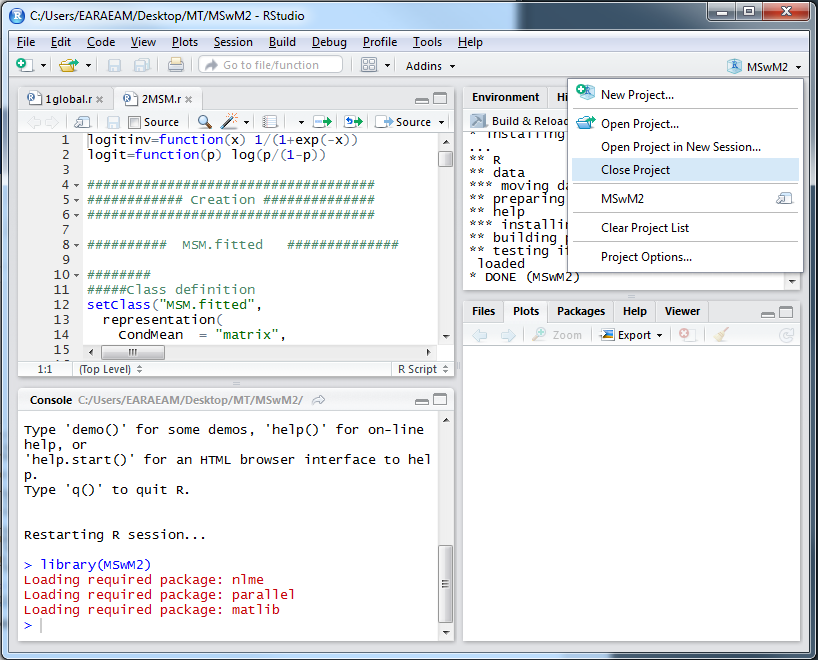 C:/Users/EARAEAM/Desktop/MT/MSwM2 - RStudio
File Edit Code View Plots Session Build Debug Profile Tools Help
Go to file/function Addins MSwM2
1global.r 2MSM.r
Source Source
1 logitinv=function(x) 1/(1+exp(-x))
2 logit=function(p) log(p/(1-p))
3
4 ####################################
5 ############ Creation ##############
6 ####################################
7
8 ########## MSM.fitted ##############
9
10 ########
11 #####Class definition
12 setClass("MSM.fitted",
13 representation(
14 CondMean = "matrix",
15
1:1 (Top Level) R Script
Console C:/Users/EARAEAM/Desktop/MT/MSwM2/
Type 'demo()' for some demos, 'help()' for on-line
help, or
'help.start()' for an HTML browser interface to hel
p.
Type 'q()' to quit R.
Restarting R session...
> library(MSwM2)
Loading required package: nlme
Loading required package: parallel
Loading required package: matlib
>
Environment Hi
Build & Reload
* installing
...
** R
** data
*** moving da
** preparing
** help
*** installin
** building p
** testing i
loaded
* DONE (MSwM2)
New Project...
Open Project...
Open Project in New Session...
Close Project
MSwM2
Clear Project List
Project Options...
Files Plots Packages Help Viewer
Zoom Export